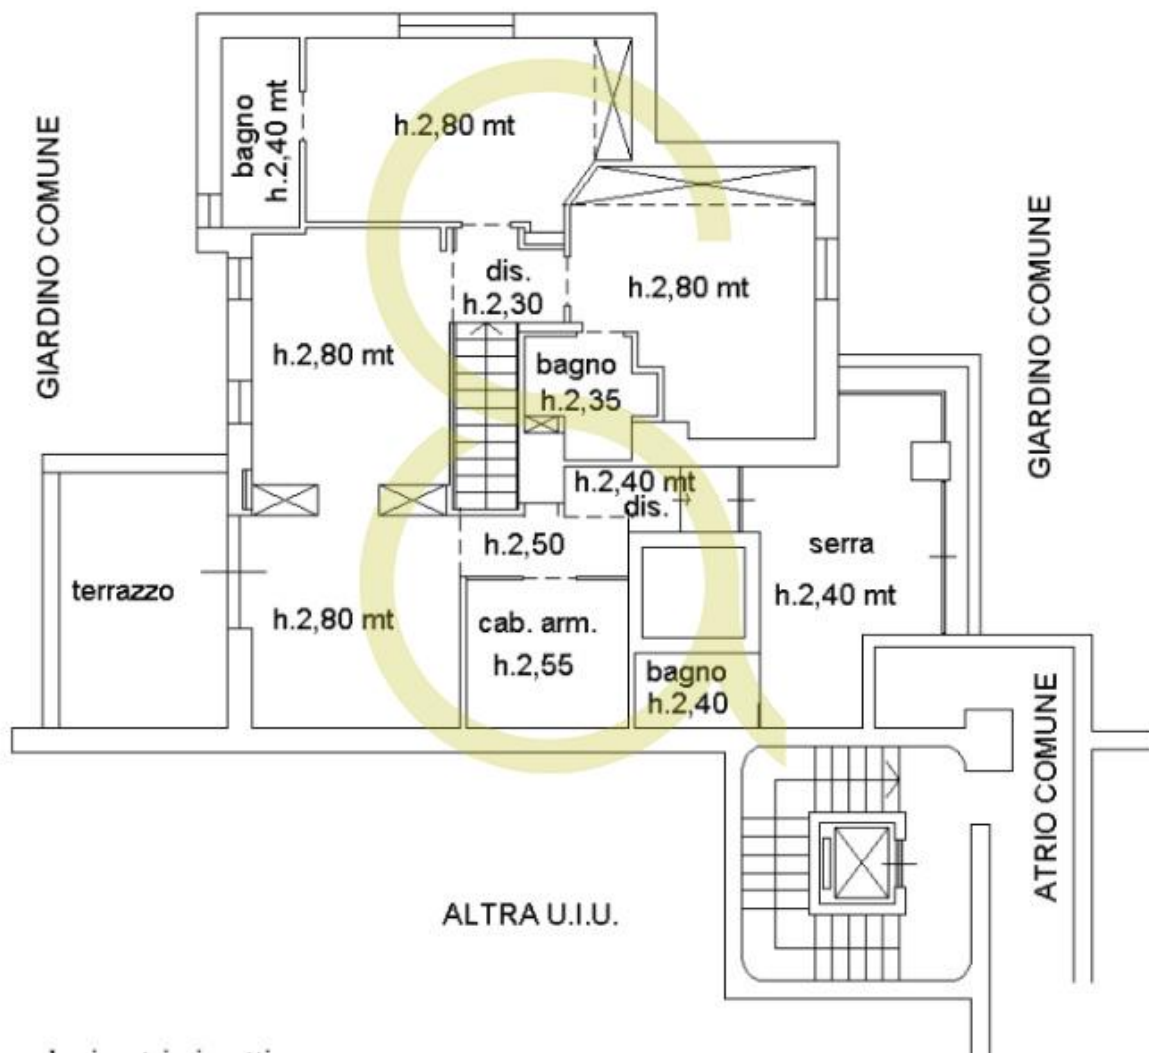 GIARDINO COMUNE
bagno
h.2,40 mt
h.2,80 mt
GIARDINO COMUNE
dis.
h.2,30
h.2,80 mt
h.2,80 mt
bagno
h.2,35
h.2,40 mt
dis.
h.2,50
serra
h.2,40 mt
terrazzo
h.2,80 mt
cab. arm.
h.2,55
bagno
h.2,40
ATRIO COMUNE
ALTRA U.I.U.